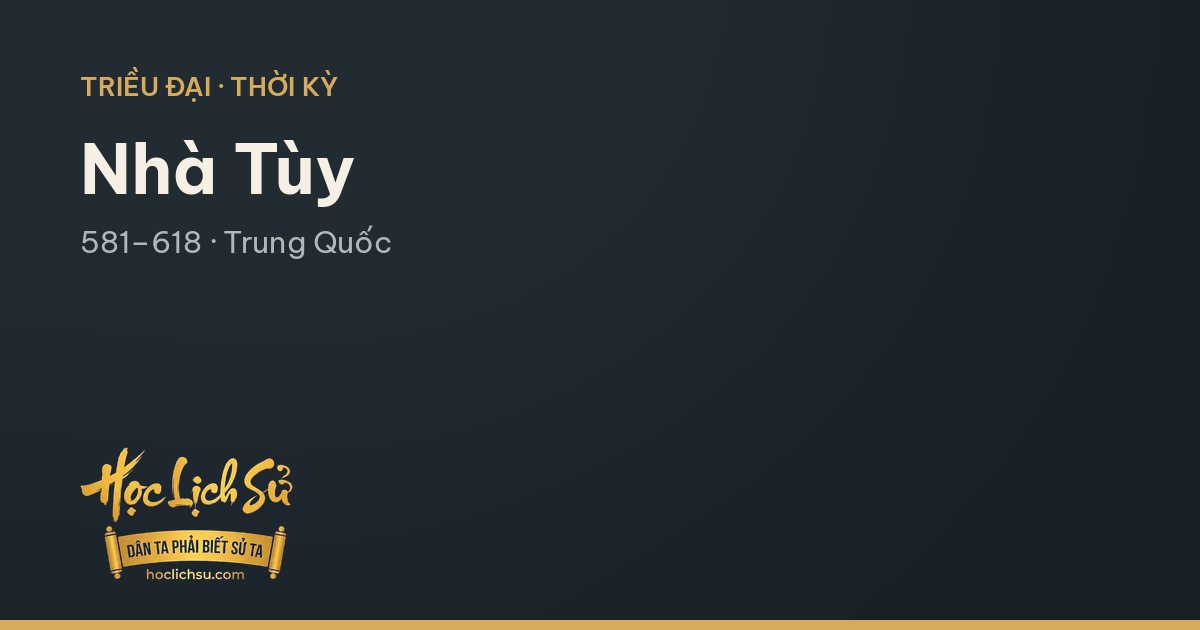 TRIỀU ĐẠI · THỜI KỲ
Nhà Tùy
581–618 · Trung Quốc
Học Lịch Sử
DÂN TA PHẢI BIẾT SỬ TA
hoclichsu.com